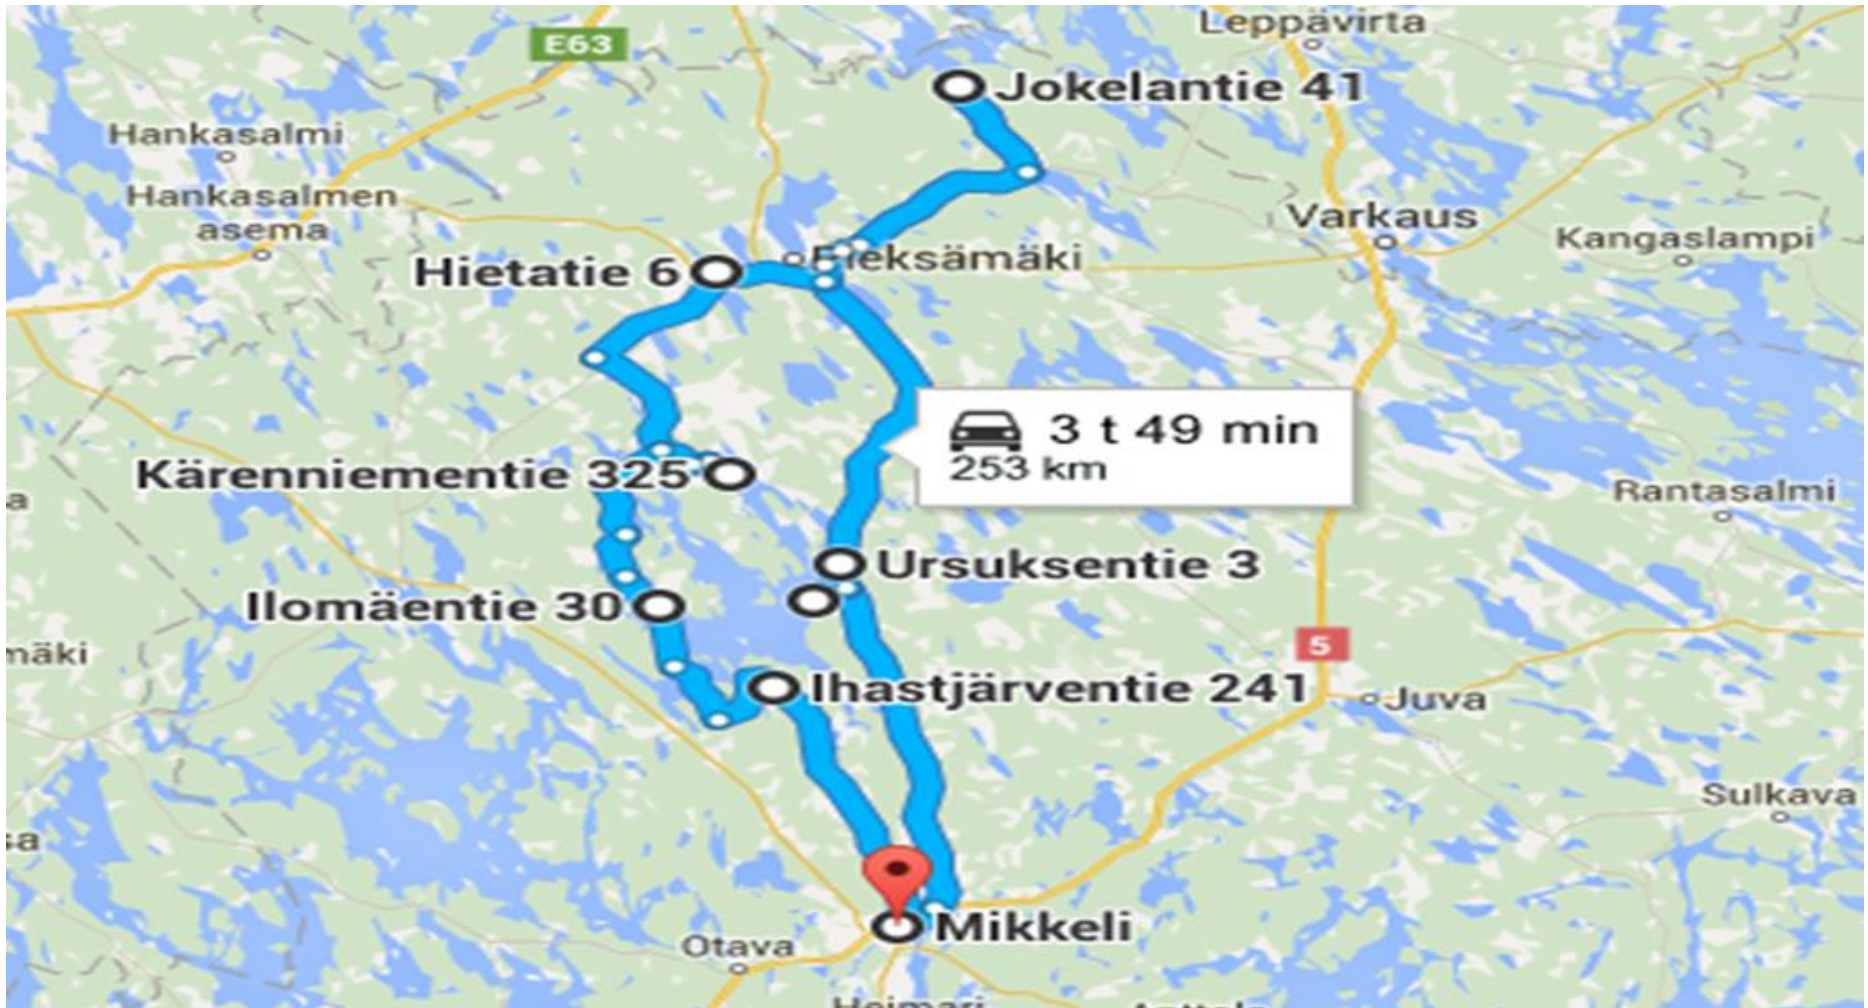 Leppävirta
E63
Jokelantie 41
Hankasalmi
Hankasalmen
asema
Varkaus
Kangaslampi
Pieksämäki
Hietatie 6
3 t 49 min
253 km
Kärenniementie 325
Rantasalmi
Ursuksentie 3
Ilomäentie 30
5
mäki
Ihastjärventie 241
Juva
Sulkava
Mikkeli
Otava